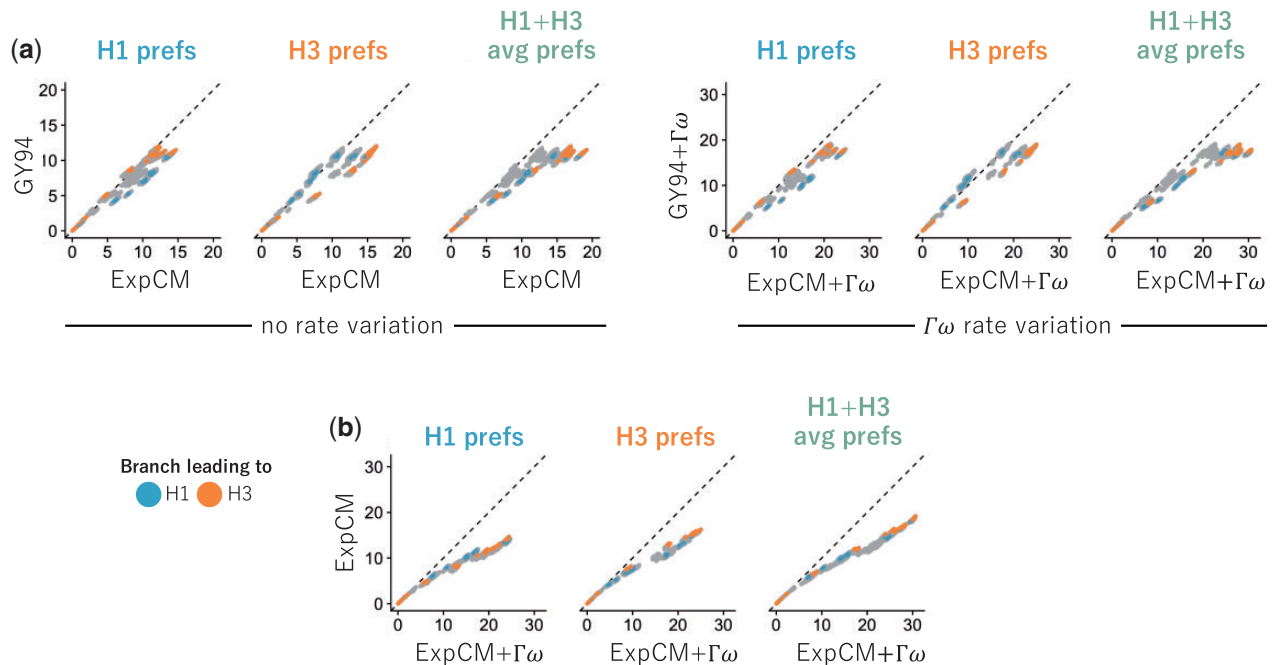 (a)
H1 prefs
H3 prefs
H1+H3
avg prefs
H1 prefs
H3 prefs
H1+H3
avg prefs
GY94
20
15
10
5
0
0 5 10 15 20
0 5 10 15 20
0 5 10 15 20
ExpCM
ExpCM
ExpCM
no rate variation
GY94+Γω
30
20
10
0
0 10 20 30
0 10 20 30
0 10 20 30
ExpCM+Γω
ExpCM+Γω
ExpCM+Γω
Γω rate variation
(b)
H1 prefs
H3 prefs
H1+H3
avg prefs
Branch leading to
H1 H3
ExpCM
30
20
10
0
0 10 20 30
0 10 20 30
0 10 20 30
ExpCM+Γω
ExpCM+Γω
ExpCM+Γω